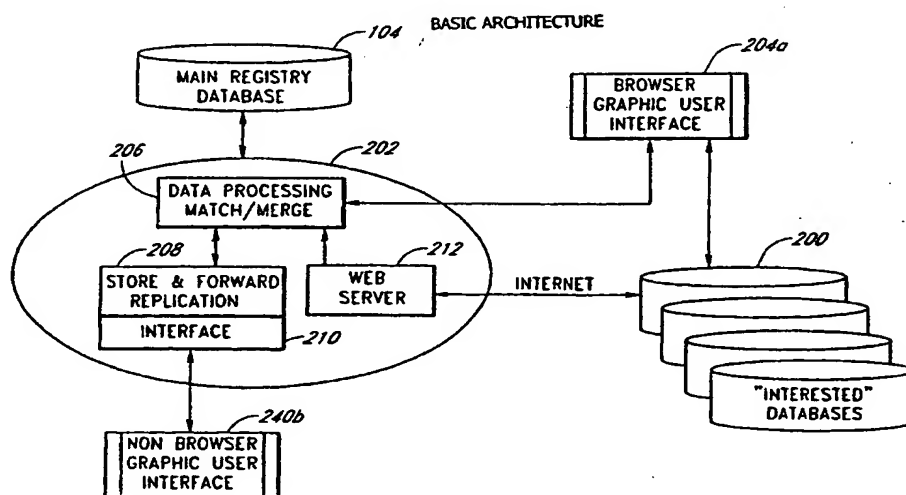 BASIC ARCHITECTURE
104
MAIN REGISTRY
DATABASE
204a
BROWSER
GRAPHIC USER
INTERFACE
202
206
DATA PROCESSING
MATCH/MERGE
208
STORE & FORWARD
REPLICATION
INTERFACE
210
212
WEB
SERVER
INTERNET
200
"INTERESTED"
DATABASES
240b
NON BROWSER
GRAPHIC USER
INTERFACE